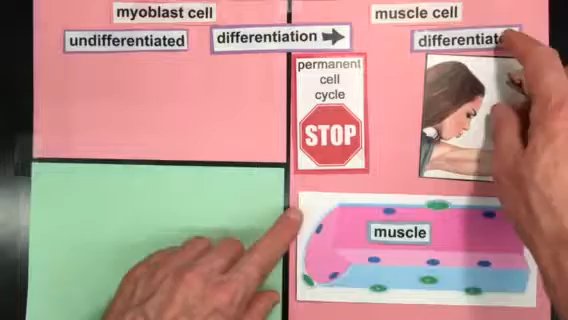 myoblast cell
muscle cell
undifferentiated
differentiation
permanent
cell
cycle
STOP
muscle